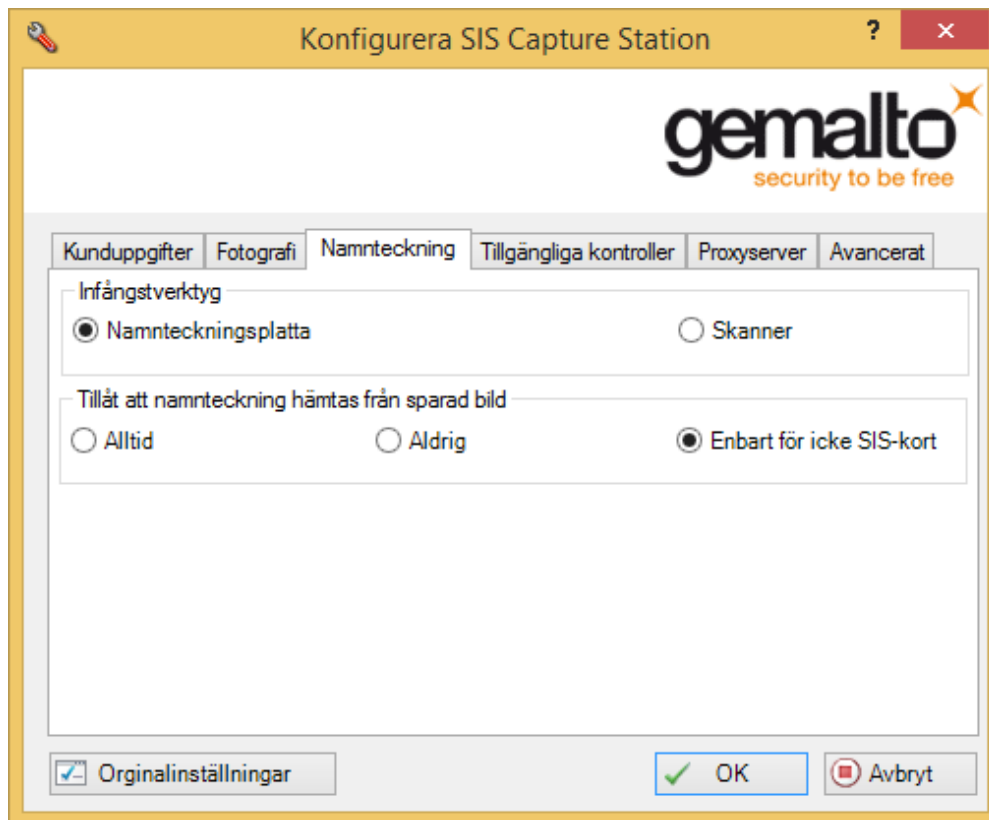 Konfigurera SIS Capture Station
?
gemalto
security to be free
Kunduppgifter Fotografi Namnteckning Tillgängliga kontroller Proxyserver Avancerat
Infångstverktyg
Namnteckningsplatta Skanner
Tillåt att namnteckning hämtas från sparad bild
Alltid Aldrig Enbart för icke SIS-kort
Orginalinställningar OK Avbryt